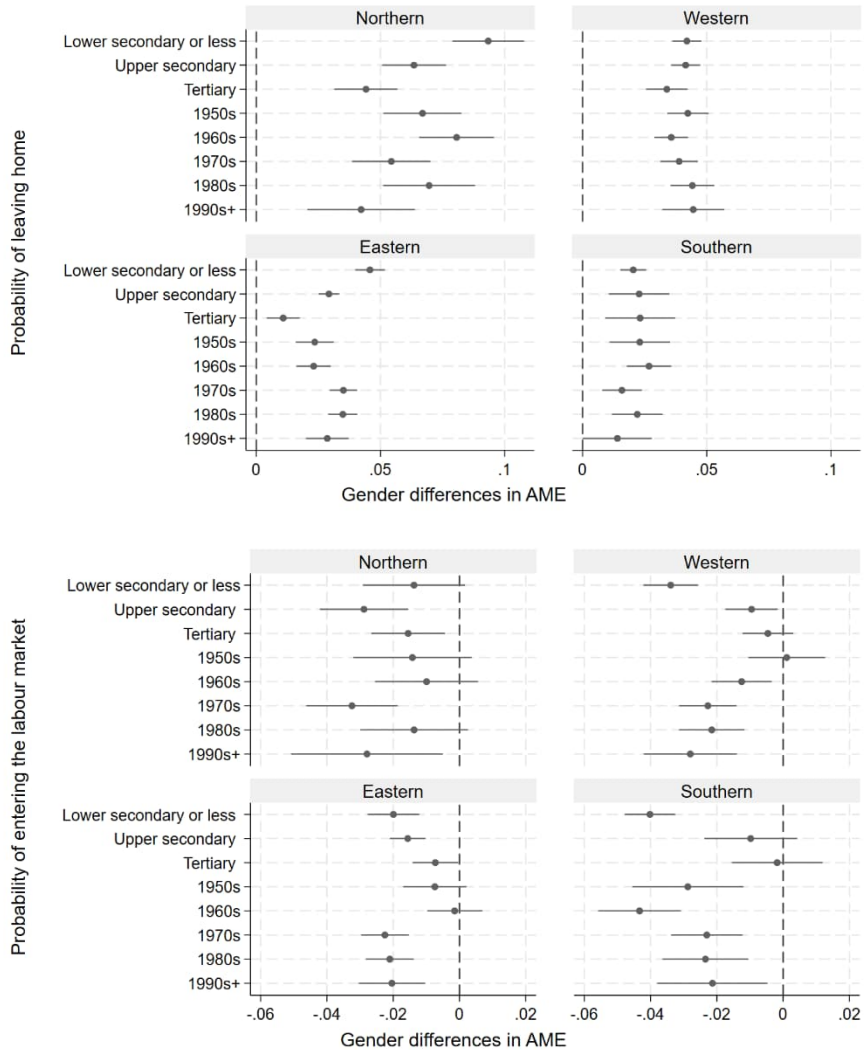 Probability of leaving home
Northern
Western
Lower secondary or less
Upper secondary
Tertiary
1950s
1960s
1970s
1980s
1990s+
Eastern
Southern
Lower secondary or less
Upper secondary
Tertiary
1950s
1960s
1970s
1980s
1990s+
0 .05 .1 0 .05 .1
Gender differences in AME
Probability of entering the labour market
Northern
Western
Lower secondary or less
Upper secondary
Tertiary
1950s
1960s
1970s
1980s
1990s+
Eastern
Southern
Lower secondary or less
Upper secondary
Tertiary
1950s
1960s
1970s
1980s
1990s+
-.06 -.04 -.02 0 .02 -.06 -.04 -.02 0 .02
Gender differences in AME